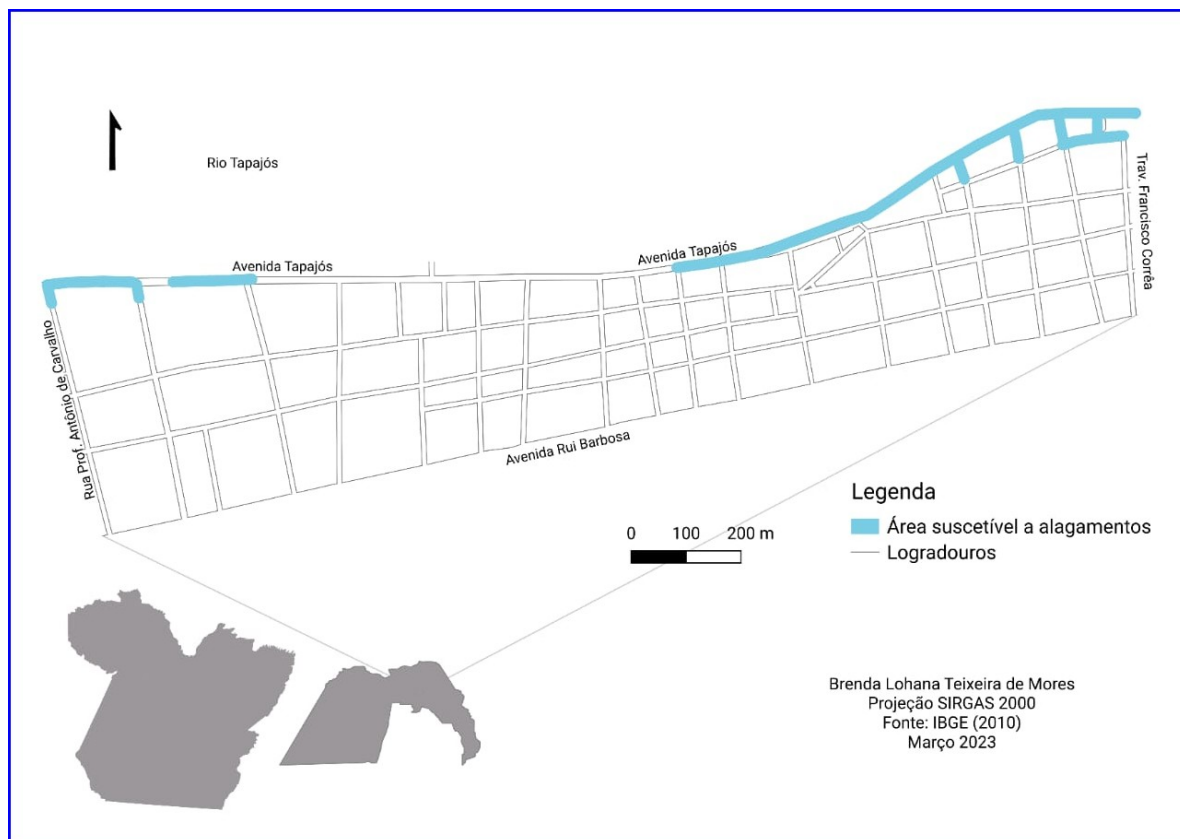 Rio Tapajós
Avenida Tapajós
Avenida Tapajós
Trav. Francisco Corrêa
Rua Prof. Antônio de Carvalho
Avenida Rui Barbosa
0 100 200 m
Legenda
Área suscetível a alagamentos
Logradouros
Brenda Lohana Teixeira de Mores
Projeção SIRGAS 2000
Fonte: IBGE (2010)
Março 2023